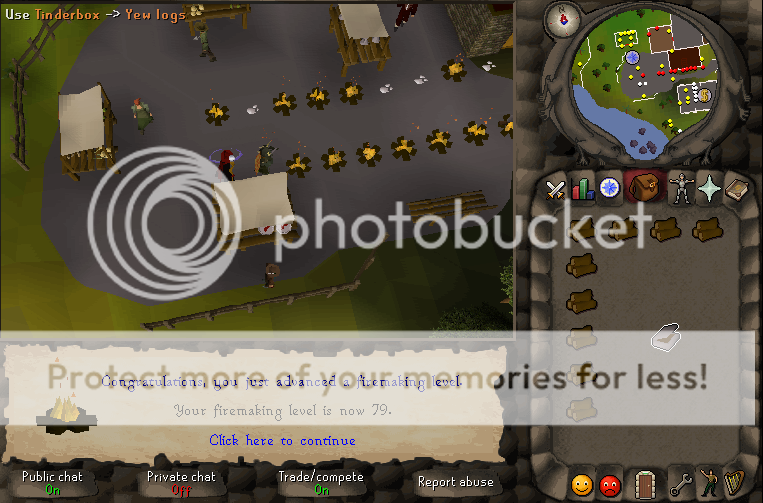 Use Tinderbox -> Yew logs
N
photobucket
Protect more of your memories for less!
Congratulations, you just advanced a firemaking level.
Your firemaking level is now 79.
Click here to continue
Public chat
On
Private chat
Off
Trade/compete
On
Report abuse